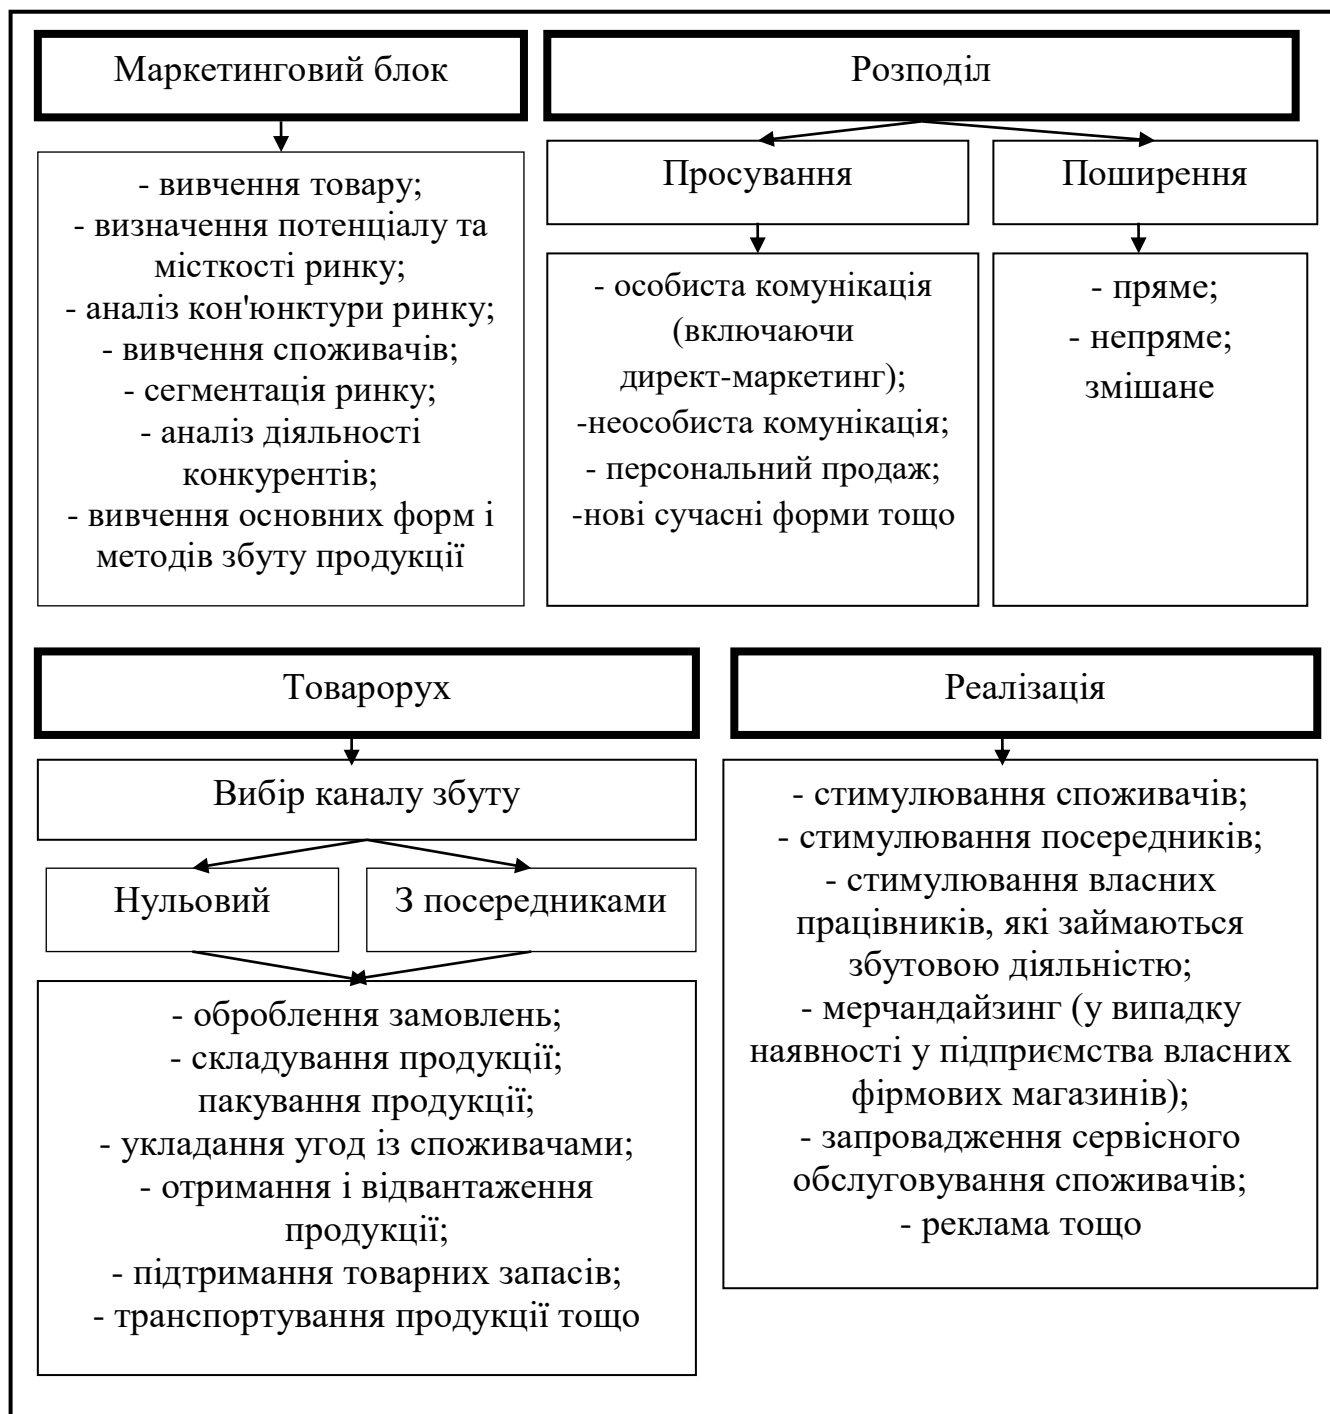 Маркетинговий блок
- вивчення товару;
- визначення потенціалу та
місткості ринку;
- аналіз кон'юнктури ринку;
- вивчення споживачів;
- сегментація ринку;
- аналіз діяльності
конкурентів;
- вивчення основних форм і
методів збуту продукції
Розподіл
Просування
- особиста комунікація
(включаючи
директ-маркетинг);
-неособиста комунікація;
- персональний продаж;
-нові сучасні форми тощо
Поширення
- пряме;
- непряме;
змішане
Товарорух
Вибір каналу збуту
Нульовий
З посередниками
- оброблення замовлень;
- складування продукції;
пакування продукції;
- укладання угод із споживачами;
- отримання і відвантаження
продукції;
- підтримання товарних запасів;
- транспортування продукції тощо
Реалізація
- стимулювання споживачів;
- стимулювання посередників;
- стимулювання власних
працівників, які займаються
збутовою діяльністю;
- мерчандайзинг (у випадку
наявності у підприємства власних
фірмових магазинів);
- запровадження сервісного
обслуговування споживачів;
- реклама тощо